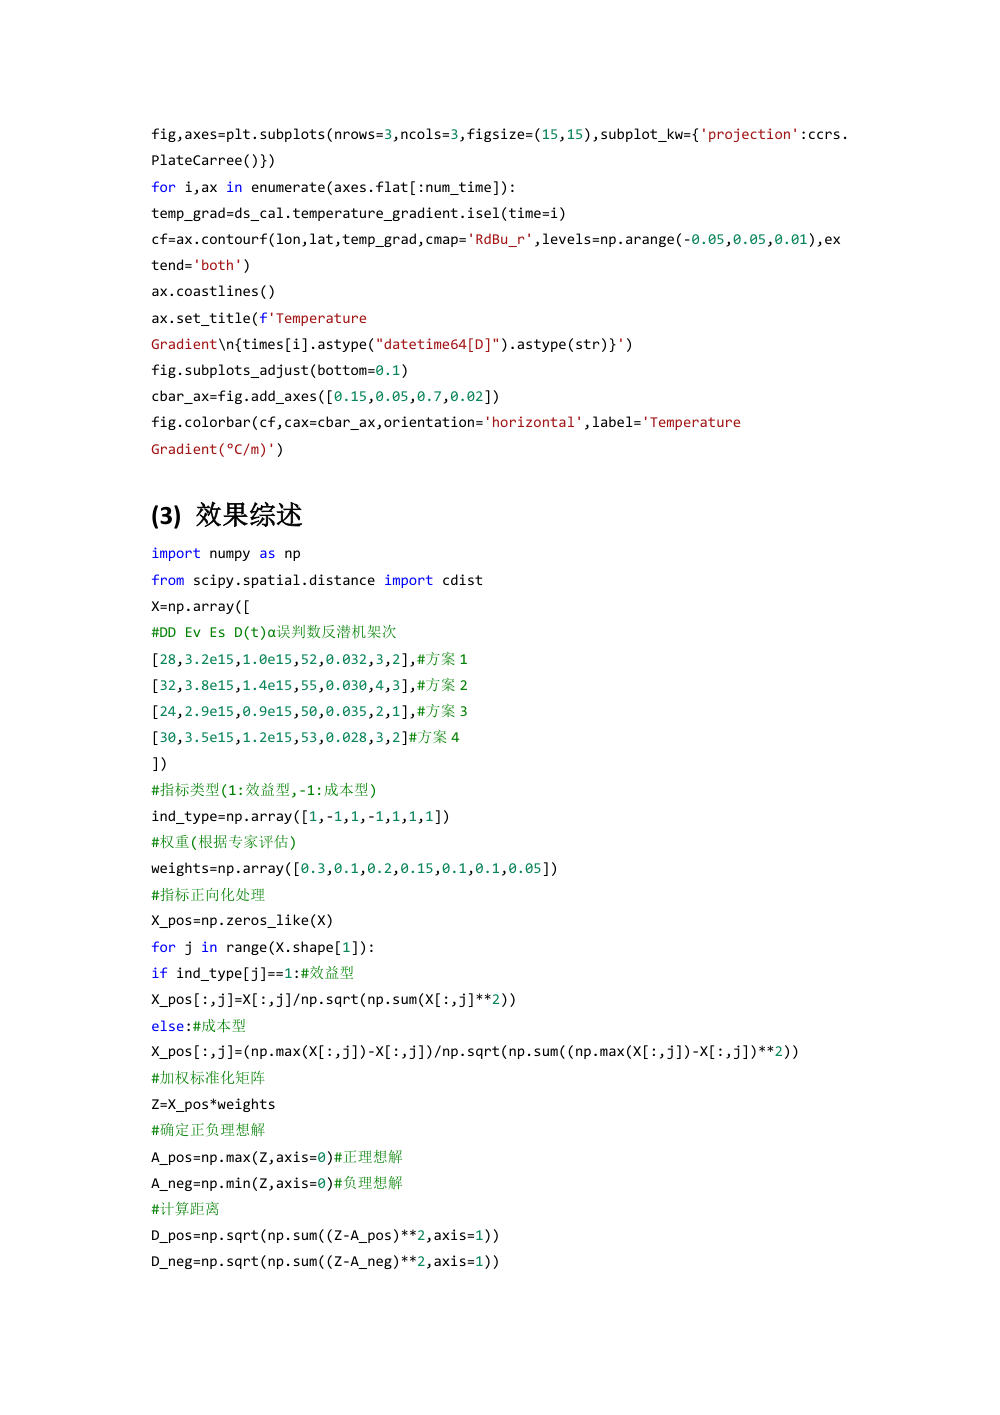 fig,axes=plt.subplots(nrows=3,ncols=3,figsize=(15,15),subplot_kw={'projection':ccrs.
PlateCarree()})
for i,ax in enumerate(axes.flat[:num_time]):
temp_grad=ds_cal.temperature_gradient.isel(time=i)
cf=ax.contourf(lon,lat,temp_grad,cmap='RdBu_r',levels=np.arange(-0.05,0.05,0.01),ex
tend='both')
ax.coastlines()
ax.set_title(f'Temperature
Gradient\n{times[i].astype("datetime64[D]").astype(str)}')
fig.subplots_adjust(bottom=0.1)
cbar_ax=fig.add_axes([0.15,0.05,0.7,0.02])
fig.colorbar(cf,cax=cbar_ax,orientation='horizontal',label='Temperature
Gradient(°C/m)')
(3) 效果综述
import numpy as np
from scipy.spatial.distance import cdist
X=np.array([
#DD Ev Es D(t)α误判数反潜机架次
[28,3.2e15,1.0e15,52,0.032,3,2],#方案1
[32,3.8e15,1.4e15,55,0.030,4,3],#方案2
[24,2.9e15,0.9e15,50,0.035,2,1],#方案3
[30,3.5e15,1.2e15,53,0.028,3,2]#方案4
])
#指标类型(1:效益型,-1:成本型)
ind_type=np.array([1,-1,1,-1,1,1,1])
#权重(根据专家评估)
weights=np.array([0.3,0.1,0.2,0.15,0.1,0.1,0.05])
#指标正向化处理
X_pos=np.zeros_like(X)
for j in range(X.shape[1]):
if ind_type[j]==1:#效益型
X_pos[:,j]=X[:,j]/np.sqrt(np.sum(X[:,j]**2))
else:#成本型
X_pos[:,j]=(np.max(X[:,j])-X[:,j])/np.sqrt(np.sum((np.max(X[:,j])-X[:,j])**2))
#加权标准化矩阵
Z=X_pos*weights
#确定正负理想解
A_pos=np.max(Z,axis=0)#正理想解
A_neg=np.min(Z,axis=0)#负理想解
#计算距离
D_pos=np.sqrt(np.sum((Z-A_pos)**2,axis=1))
D_neg=np.sqrt(np.sum((Z-A_neg)**2,axis=1))